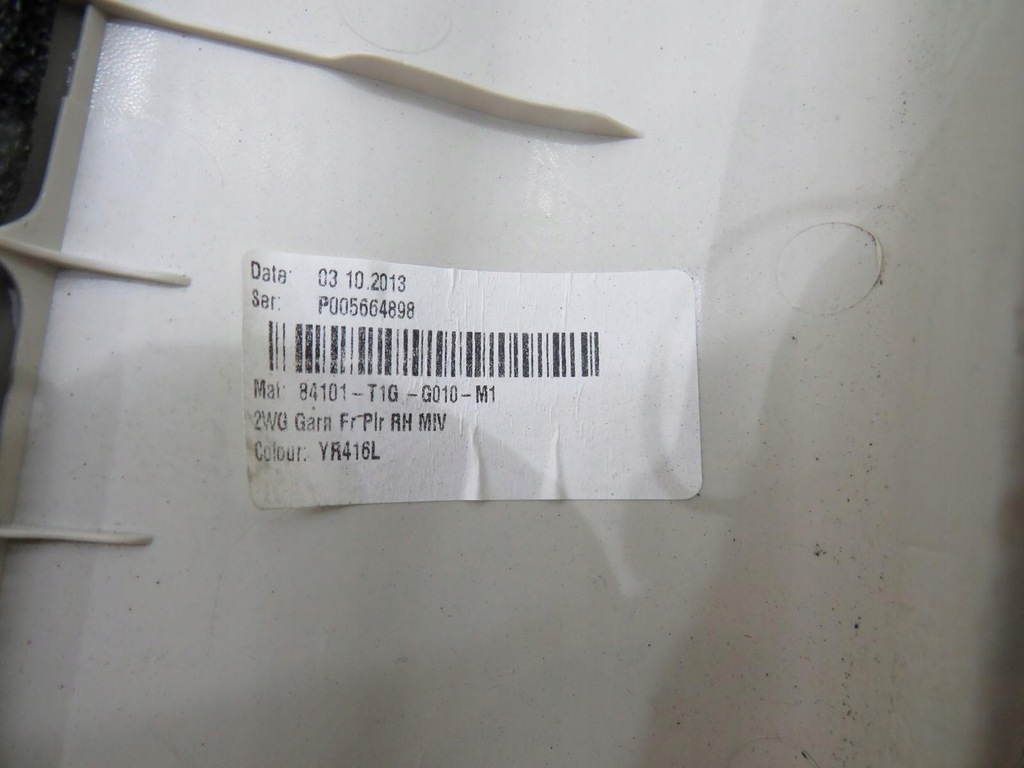 Date: 03 10.2013
Ser: P005664898
Mat: 84101-T1G -G010-M1
2WG Garn Fr Plr RH MIV
Colour: YR416L